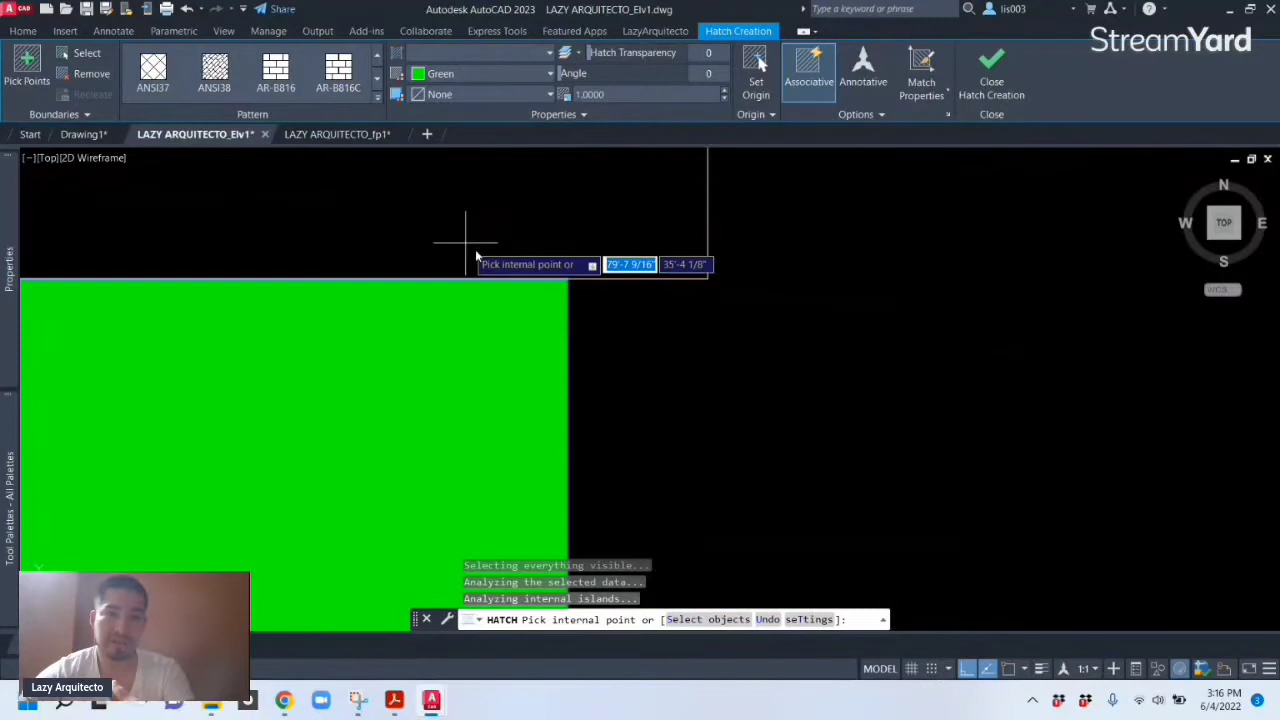 Share
Autodesk AutoCAD 2023 LAZY ARQUITECTO_Elv1.dwg
Type a keyword or phrase
lis003
CAD
StreamYard
Home Insert Annotate Parametric View Manage Output Add-ins Collaborate Express Tools Featured Apps LazyArquitecto Hatch Creation
Pick Points
Select
Remove
Recreate
Boundaries
ANSI37 ANSI38 AR-B816 AR-B816C
Pattern
Green
None
Hatch Transparency 0
Angle 0
1.0000
Properties
Set Origin
Origin
Associative Annotative Match Properties
Options
Close Hatch Creation
Close
Start Drawing1* LAZY ARQUITECTO_Elv1* LAZY ARQUITECTO_fp1*
[−][Top][2D Wireframe]
N
W TOP E
S
WCS
Properties
Pick internal point or 79'-7 9/16" 35'-4 1/8"
Tool Palettes - All Palettes
Y
Selecting everything visible...
Analyzing the selected data...
Analyzing internal islands...
HATCH Pick internal point or [Select objects Undo seTtings]:
MODEL 1:1
Lazy Arquitecto
3:16 PM
6/4/2022
3